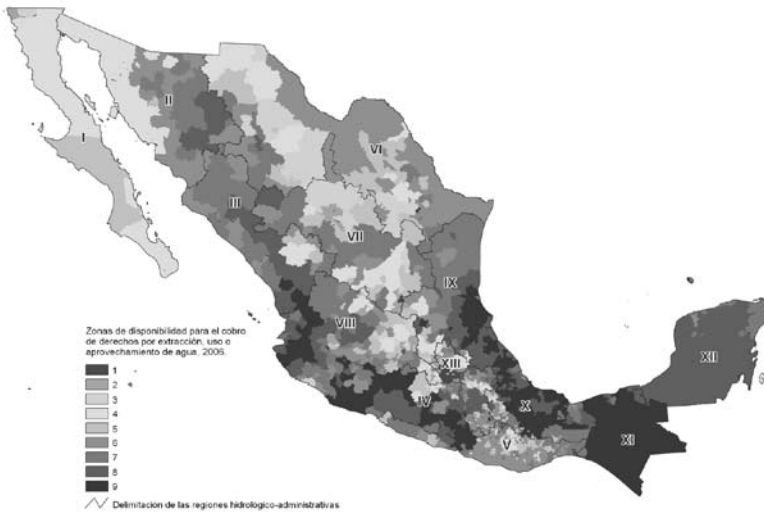 II
I
VI
III
VII
IX
VIII
XII
XIII
IV
X
XI
V
Zonas de disponibilidad para el cobro
de derechos por extracción, uso o
aprovechamiento de agua, 2006.
1
2
3
4
5
6
7
8
9
Delimitación de las regiones hidrológico-administrativas